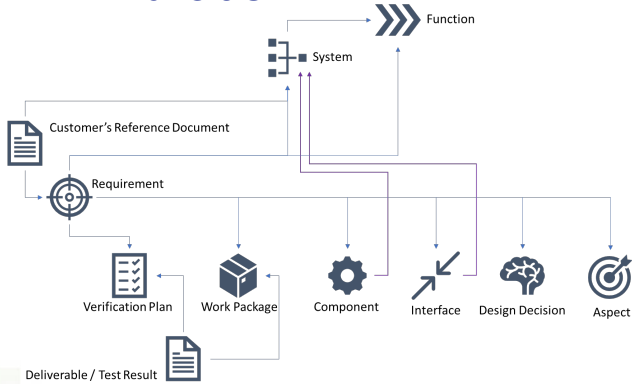 Function
System
Customer's Reference Document
Requirement
Verification Plan
Work Package
Component
Interface
Design Decision
Aspect
Deliverable / Test Result